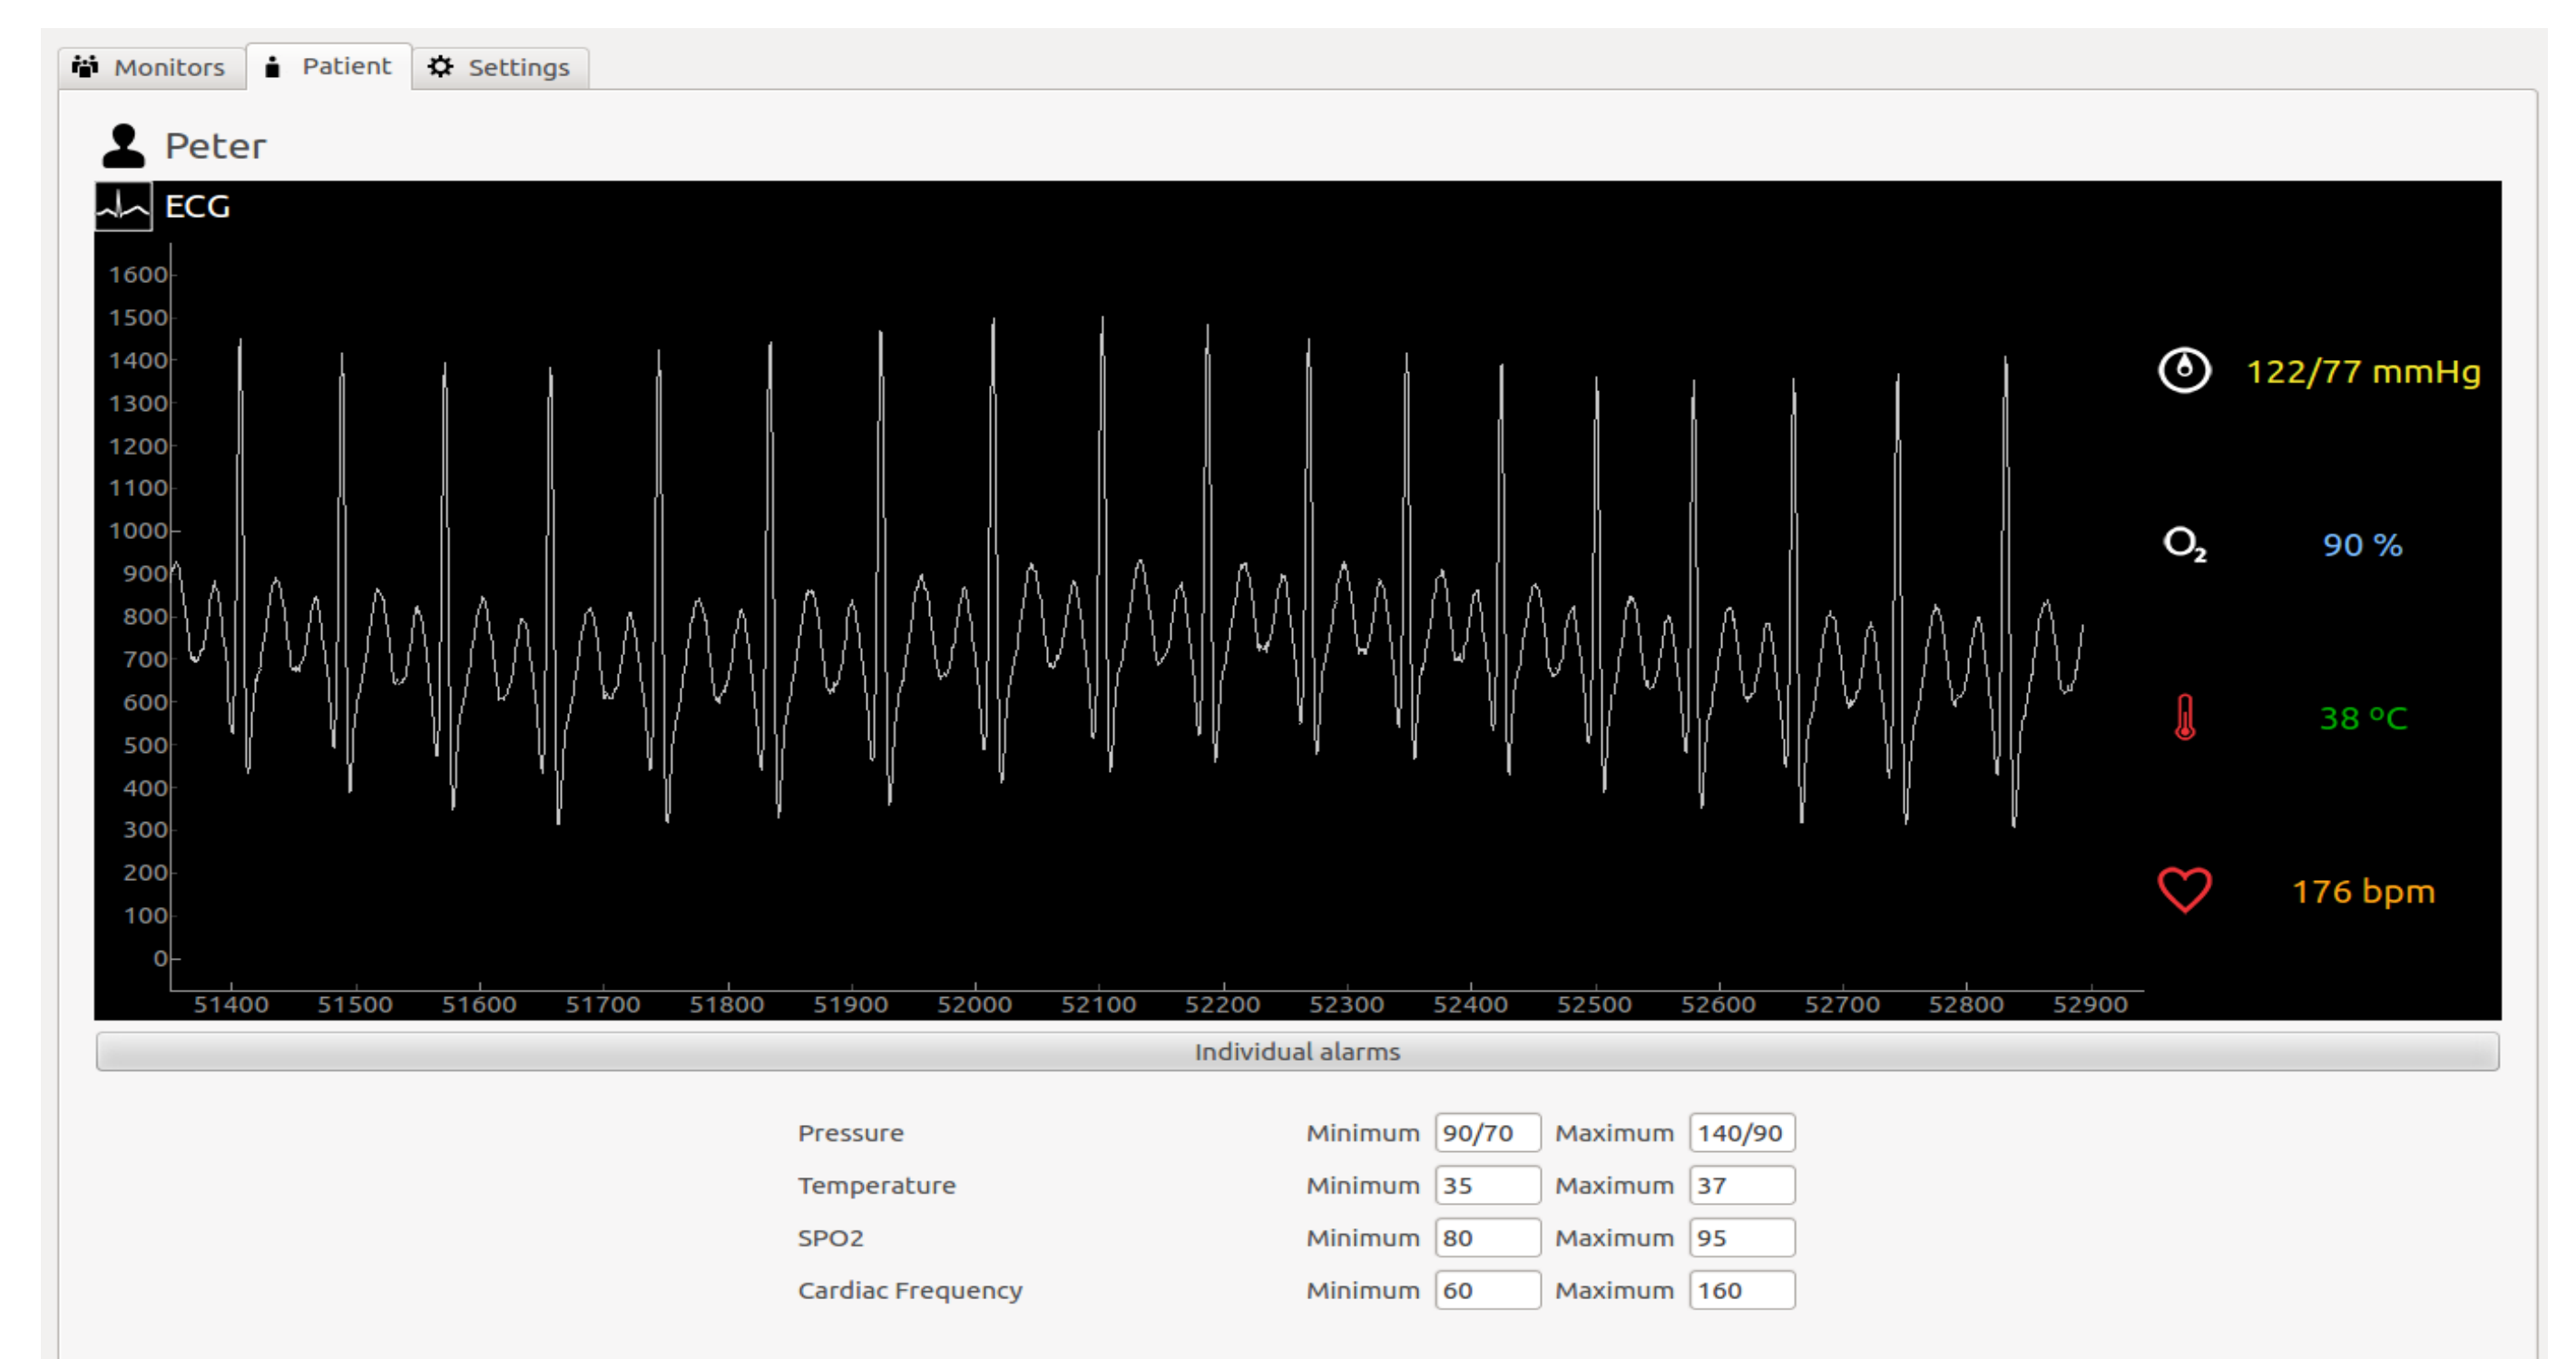 Monitors Patient Settings
Peter
ECG
1600
1500
1400
1300
1200
1100
1000
900
800
700
600
500
400
300
200
100
0
51400 51500 51600 51700 51800 51900 52000 52100 52200 52300 52400 52500 52600 52700 52800 52900
122/77 mmHg
O₂ 90 %
38 ºC
176 bpm
Individual alarms
Pressure Minimum 90/70 Maximum 140/90
Temperature Minimum 35 Maximum 37
SPO2 Minimum 80 Maximum 95
Cardiac Frequency Minimum 60 Maximum 160